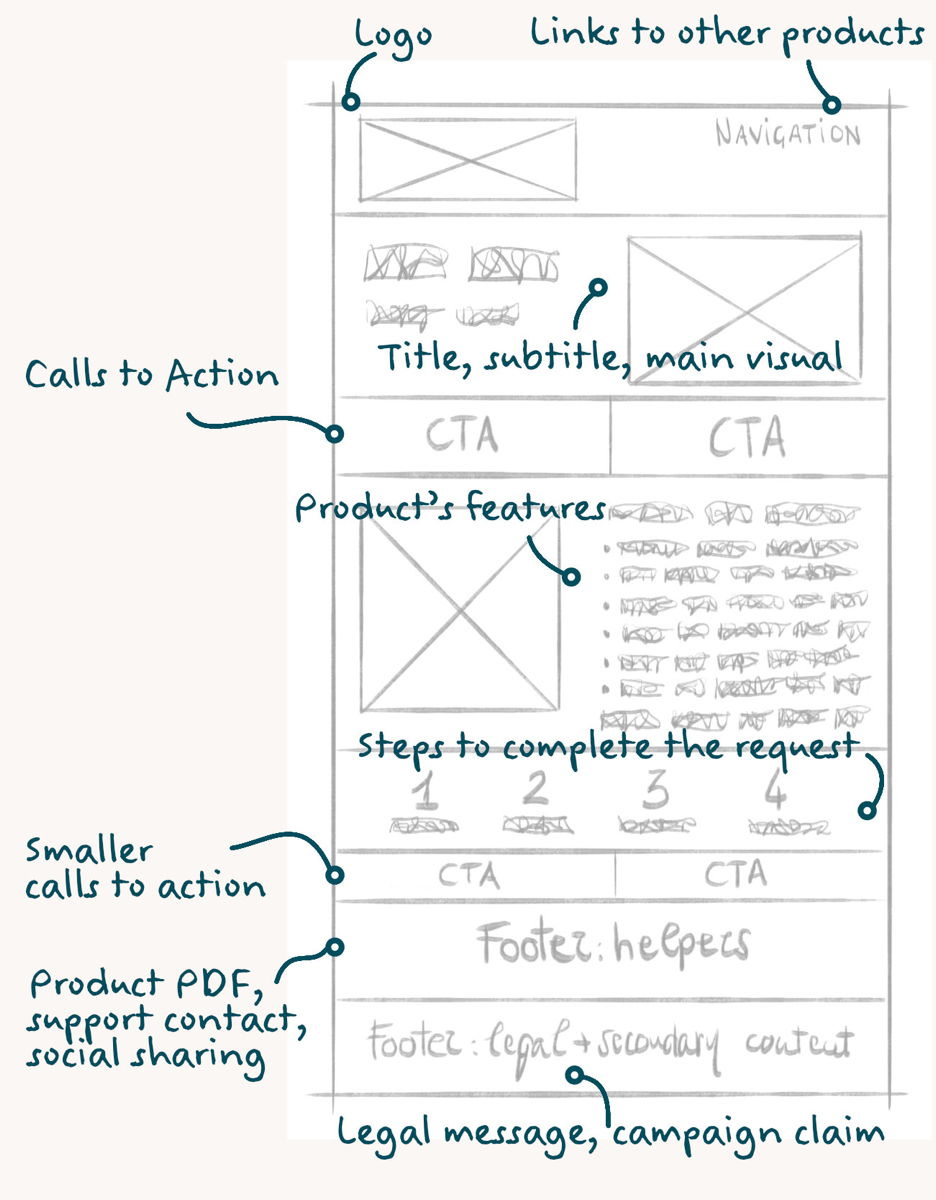 Logo
Links to other products
NAViGATiON
Title, subtitle, main visual
Calls to Action
CTA CTA
Product's features
Steps to complete the request
1 2 3 4
Smaller
calls to action
CTA CTA
Footer: helpers
Product PDF,
support contact,
social sharing
Footer: legal + secondary content
Legal message, campaign claim